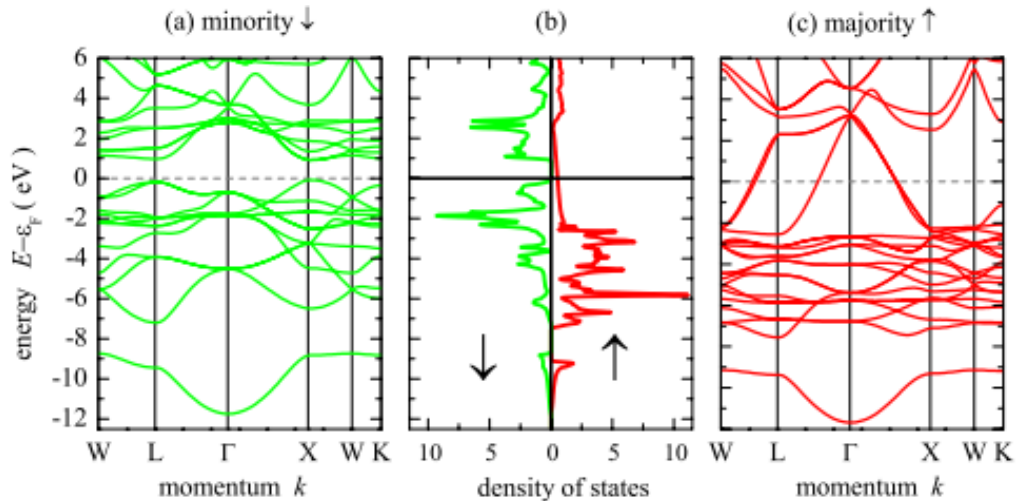 (a) minority ↓
(b)
(c) majority ↑
energy E−ε_F (eV)
6
4
2
0
-2
-4
-6
-8
-10
-12
W L Γ X W K
10 5 0 5 10
W L Γ X W K
momentum k
density of states
momentum k